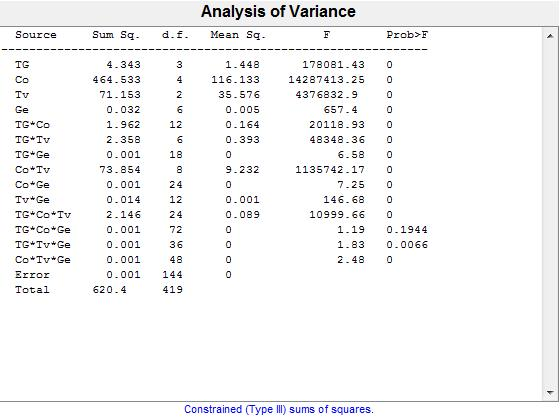 Analysis of Variance
Source Sum Sq. d.f. Mean Sq. F Prob>F
TG 4.343 3 1.448 178081.43 0
Co 464.533 4 116.133 14287413.25 0
Tv 71.153 2 35.576 4376832.9 0
Ge 0.032 6 0.005 657.4 0
TG*Co 1.962 12 0.164 20118.93 0
TG*Tv 2.358 6 0.393 48348.36 0
TG*Ge 0.001 18 0 6.58 0
Co*Tv 73.854 8 9.232 1135742.17 0
Co*Ge 0.001 24 0 7.25 0
Tv*Ge 0.014 12 0.001 146.68 0
TG*Co*Tv 2.146 24 0.089 10999.66 0
TG*Co*Ge 0.001 72 0 1.19 0.1944
TG*Tv*Ge 0.001 36 0 1.83 0.0066
Co*Tv*Ge 0.001 48 0 2.48 0
Error 0.001 144 0
Total 620.4 419
Constrained (Type III) sums of squares.